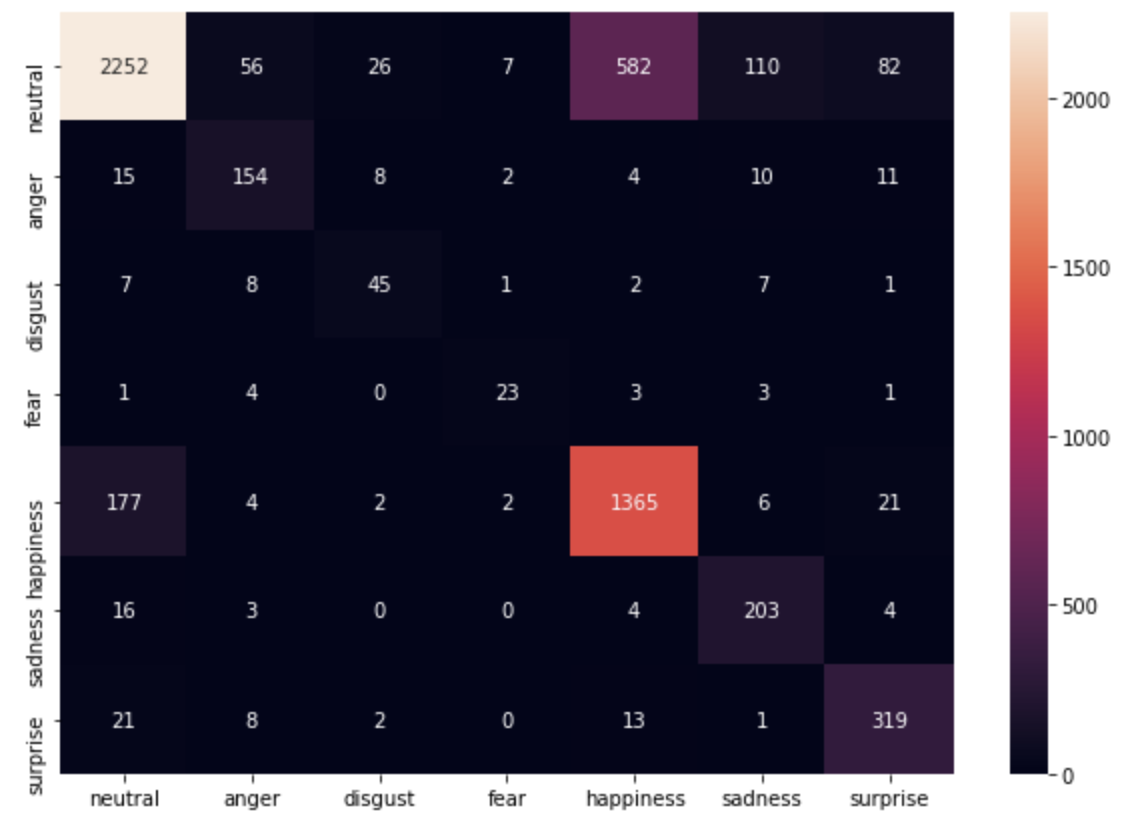 neutral 2252 56 26 7 582 110 82
anger 15 154 8 2 4 10 11
disgust 7 8 45 1 2 7 1
fear 1 4 0 23 3 3 1
happiness 177 4 2 2 1365 6 21
sadness 16 3 0 0 4 203 4
surprise 21 8 2 0 13 1 319
neutral anger disgust fear happiness sadness surprise
2000
1500
1000
500
0